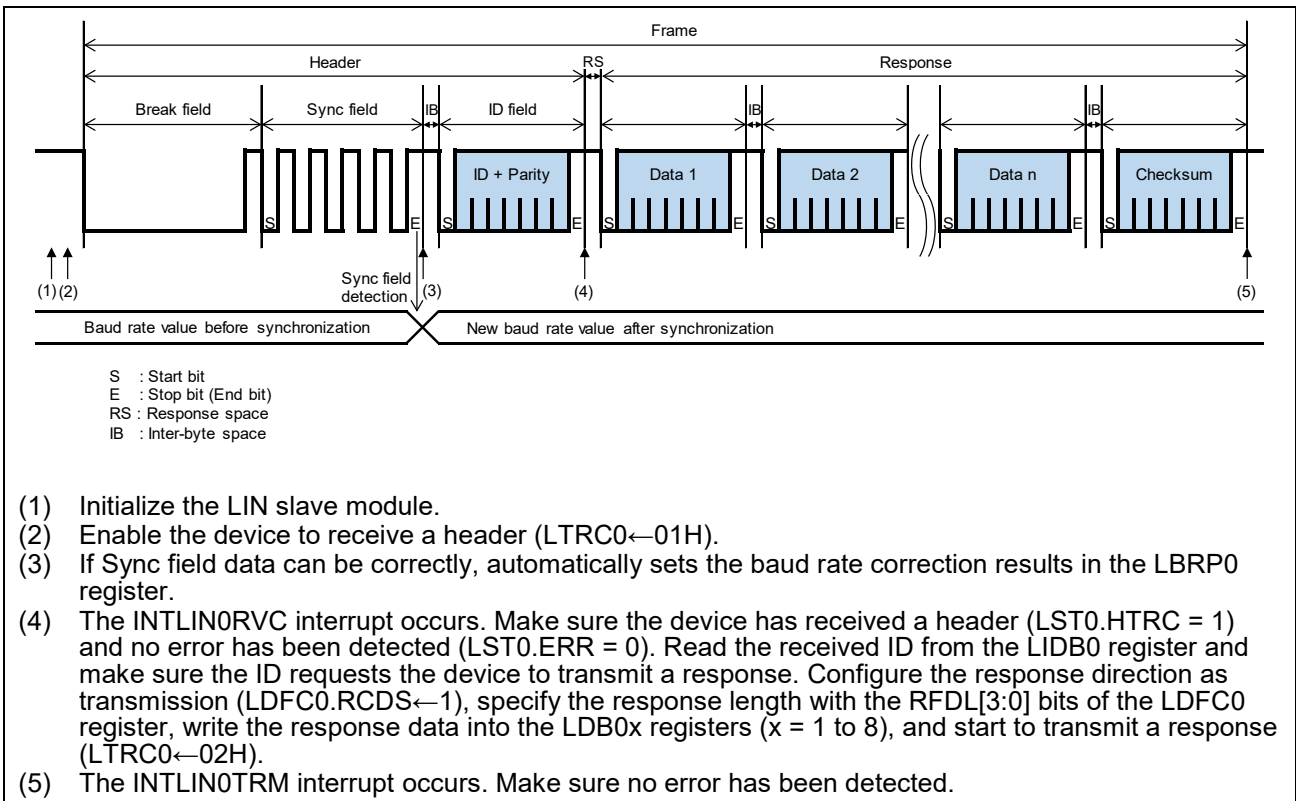 Frame
Header RS Response
Break field Sync field IB ID field IB IB
ID + Parity Data 1 Data 2 Data n Checksum
S E S E S E S E S E S E
(1) (2) Sync field detection (3) (4) (5)
Baud rate value before synchronization New baud rate value after synchronization
S : Start bit
E : Stop bit (End bit)
RS : Response space
IB : Inter-byte space
(1) Initialize the LIN slave module.
(2) Enable the device to receive a header (LTRC0←01H).
(3) If Sync field data can be correctly, automatically sets the baud rate correction results in the LBRP0
register.
(4) The INTLIN0RVC interrupt occurs. Make sure the device has received a header (LST0.HTRC = 1)
and no error has been detected (LST0.ERR = 0). Read the received ID from the LIDB0 register and
make sure the ID requests the device to transmit a response. Configure the response direction as
transmission (LDFC0.RCDS←1), specify the response length with the RFDL[3:0] bits of the LDFC0
register, write the response data into the LDB0x registers (x = 1 to 8), and start to transmit a response
(LTRC0←02H).
(5) The INTLIN0TRM interrupt occurs. Make sure no error has been detected.